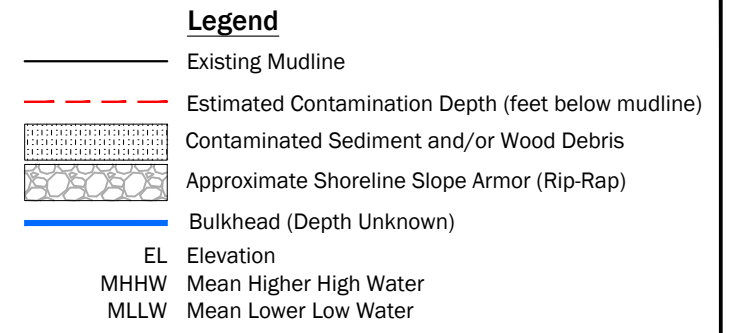 Legend
Existing Mudline
Estimated Contamination Depth (feet below mudline)
Contaminated Sediment and/or Wood Debris
Approximate Shoreline Slope Armor (Rip-Rap)
Bulkhead (Depth Unknown)
EL Elevation
MHHW Mean Higher High Water
MLLW Mean Lower Low Water